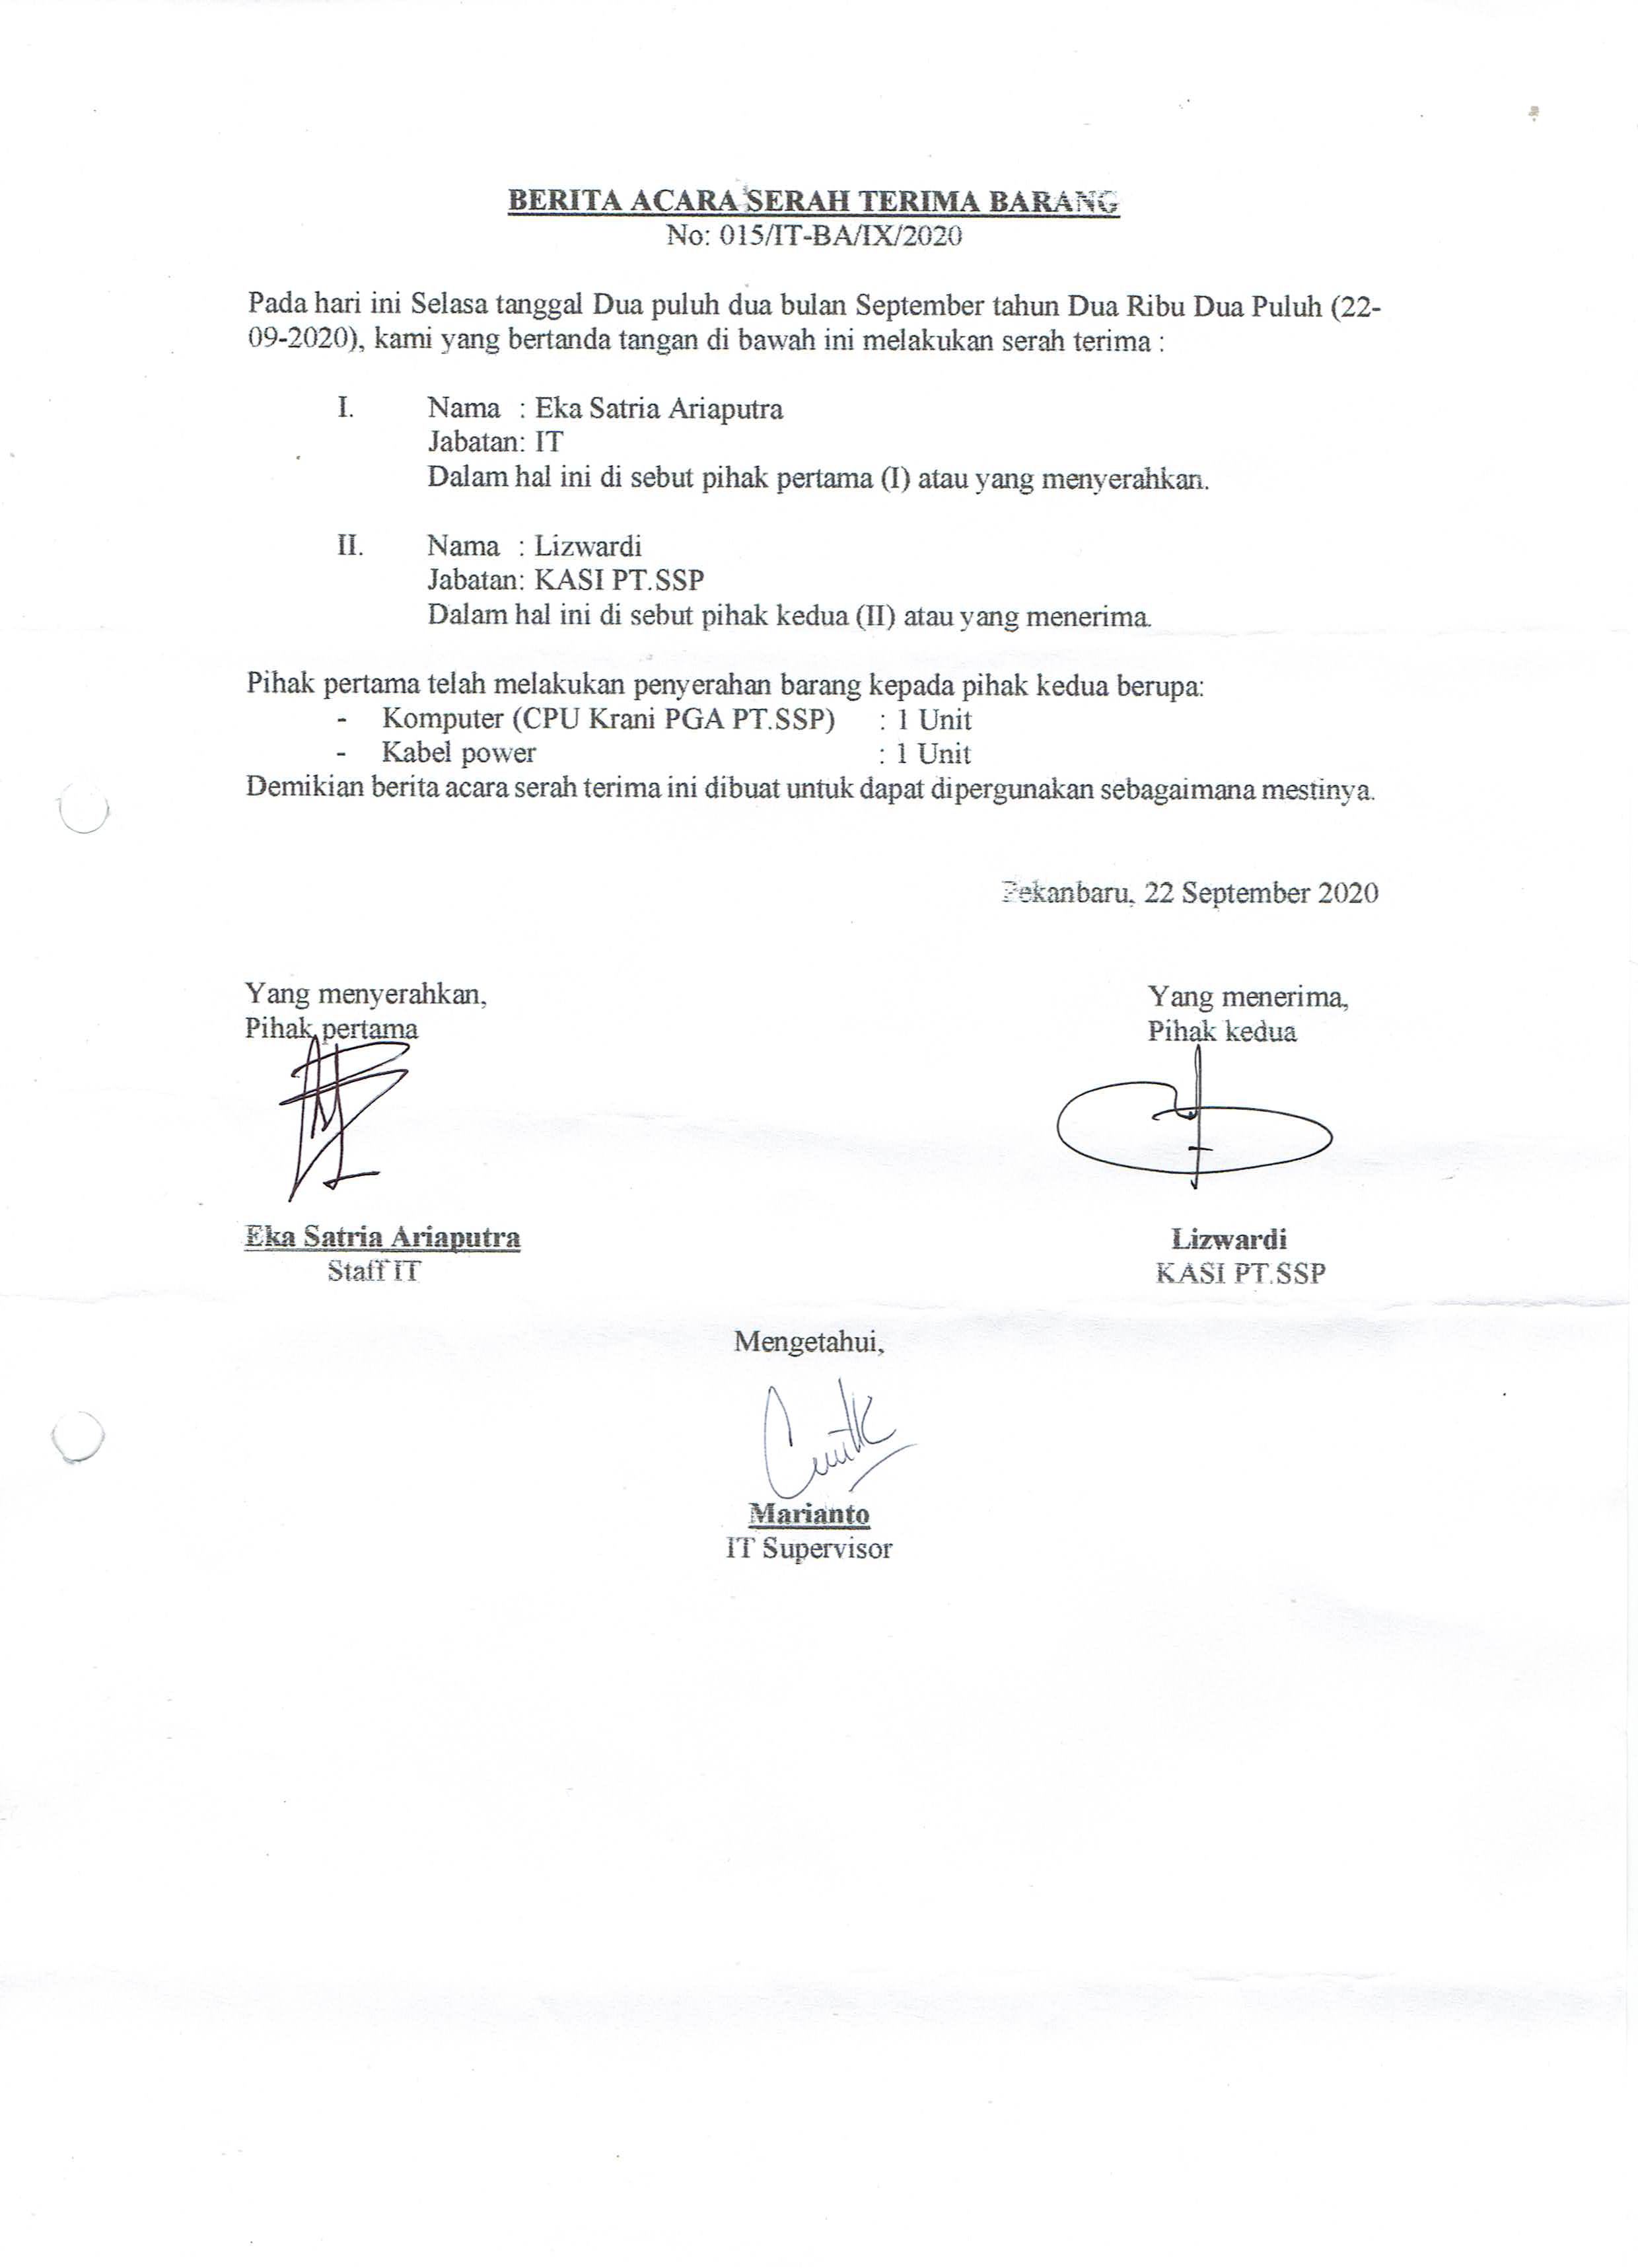 BERITA ACARA SERAH TERIMA BARANG
No: 015/IT-BA/IX/2020
Pada hari ini Selasa tanggal Dua puluh dua bulan September tahun Dua Ribu Dua Puluh (22-
09-2020), kami yang bertanda tangan di bawah ini melakukan serah terima :
I. Nama : Eka Satria Ariaputra
Jabatan: IT
Dalam hal ini di sebut pihak pertama (I) atau yang menyerahkan.
II. Nama : Lizwardi
Jabatan: KASI PT.SSP
Dalam hal ini di sebut pihak kedua (II) atau yang menerima.
Pihak pertama telah melakukan penyerahan barang kepada pihak kedua berupa:
- Komputer (CPU Krani PGA PT.SSP) : 1 Unit
- Kabel power : 1 Unit
Demikian berita acara serah terima ini dibuat untuk dapat dipergunakan sebagaimana mestinya.
Pekanbaru, 22 September 2020
Yang menyerahkan,
Pihak pertama
Yang menerima,
Pihak kedua
Eka Satria Ariaputra
Staff IT
Lizwardi
KASI PT.SSP
Mengetahui,
Marianto
IT Supervisor